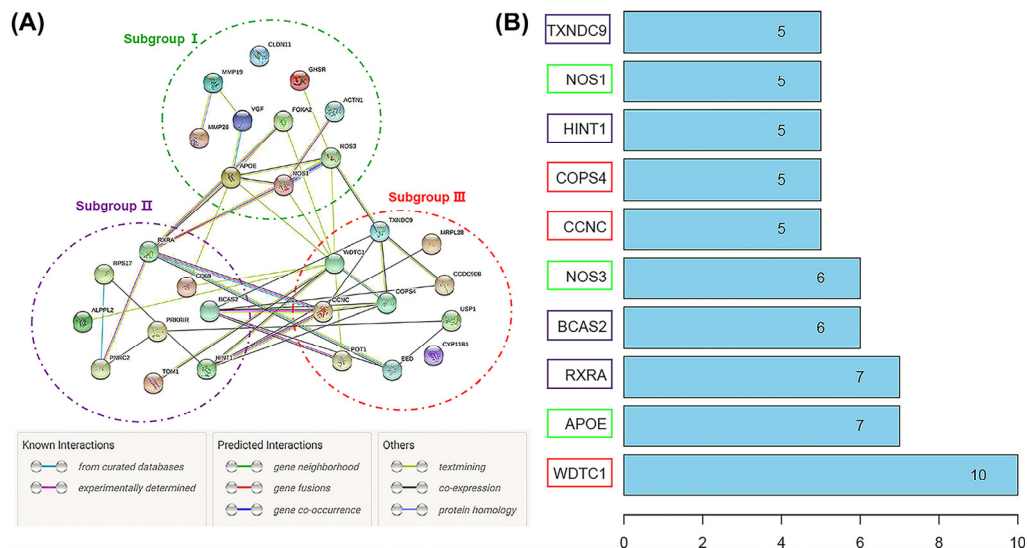 (A)
Subgroup Ⅰ
CLDN11
MMP19
GHSR
VGF
FOXA2
ACTN1
MMP28
NOS3
APOE
NOS1
Subgroup Ⅱ
Subgroup Ⅲ
RXRA
TXNDC9
MRPL28
WDTC1
RPS17
CD69
CCDC90B
ALPPL2
BCAS2
CCNC
COPS4
PRKRIR
USP1
PNRC2
HINT1
POT1
EED
CYP11B1
TOM1
Known Interactions
from curated databases
experimentally determined
Predicted Interactions
gene neighborhood
gene fusions
gene co-occurrence
Others
textmining
co-expression
protein homology
(B)
TXNDC9 5
NOS1 5
HINT1 5
COPS4 5
CCNC 5
NOS3 6
BCAS2 6
RXRA 7
APOE 7
WDTC1 10
0 2 4 6 8 10